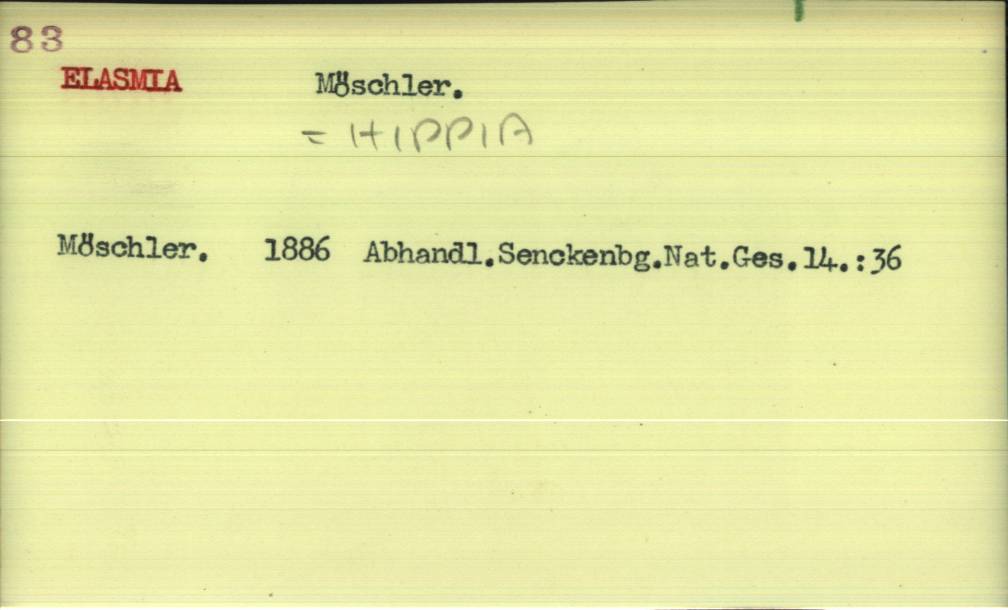 83
ELASMIA Möschler.
= HIPPIA
Möschler. 1886 Abhandl.Senckenbg.Nat.Ges.14.:36